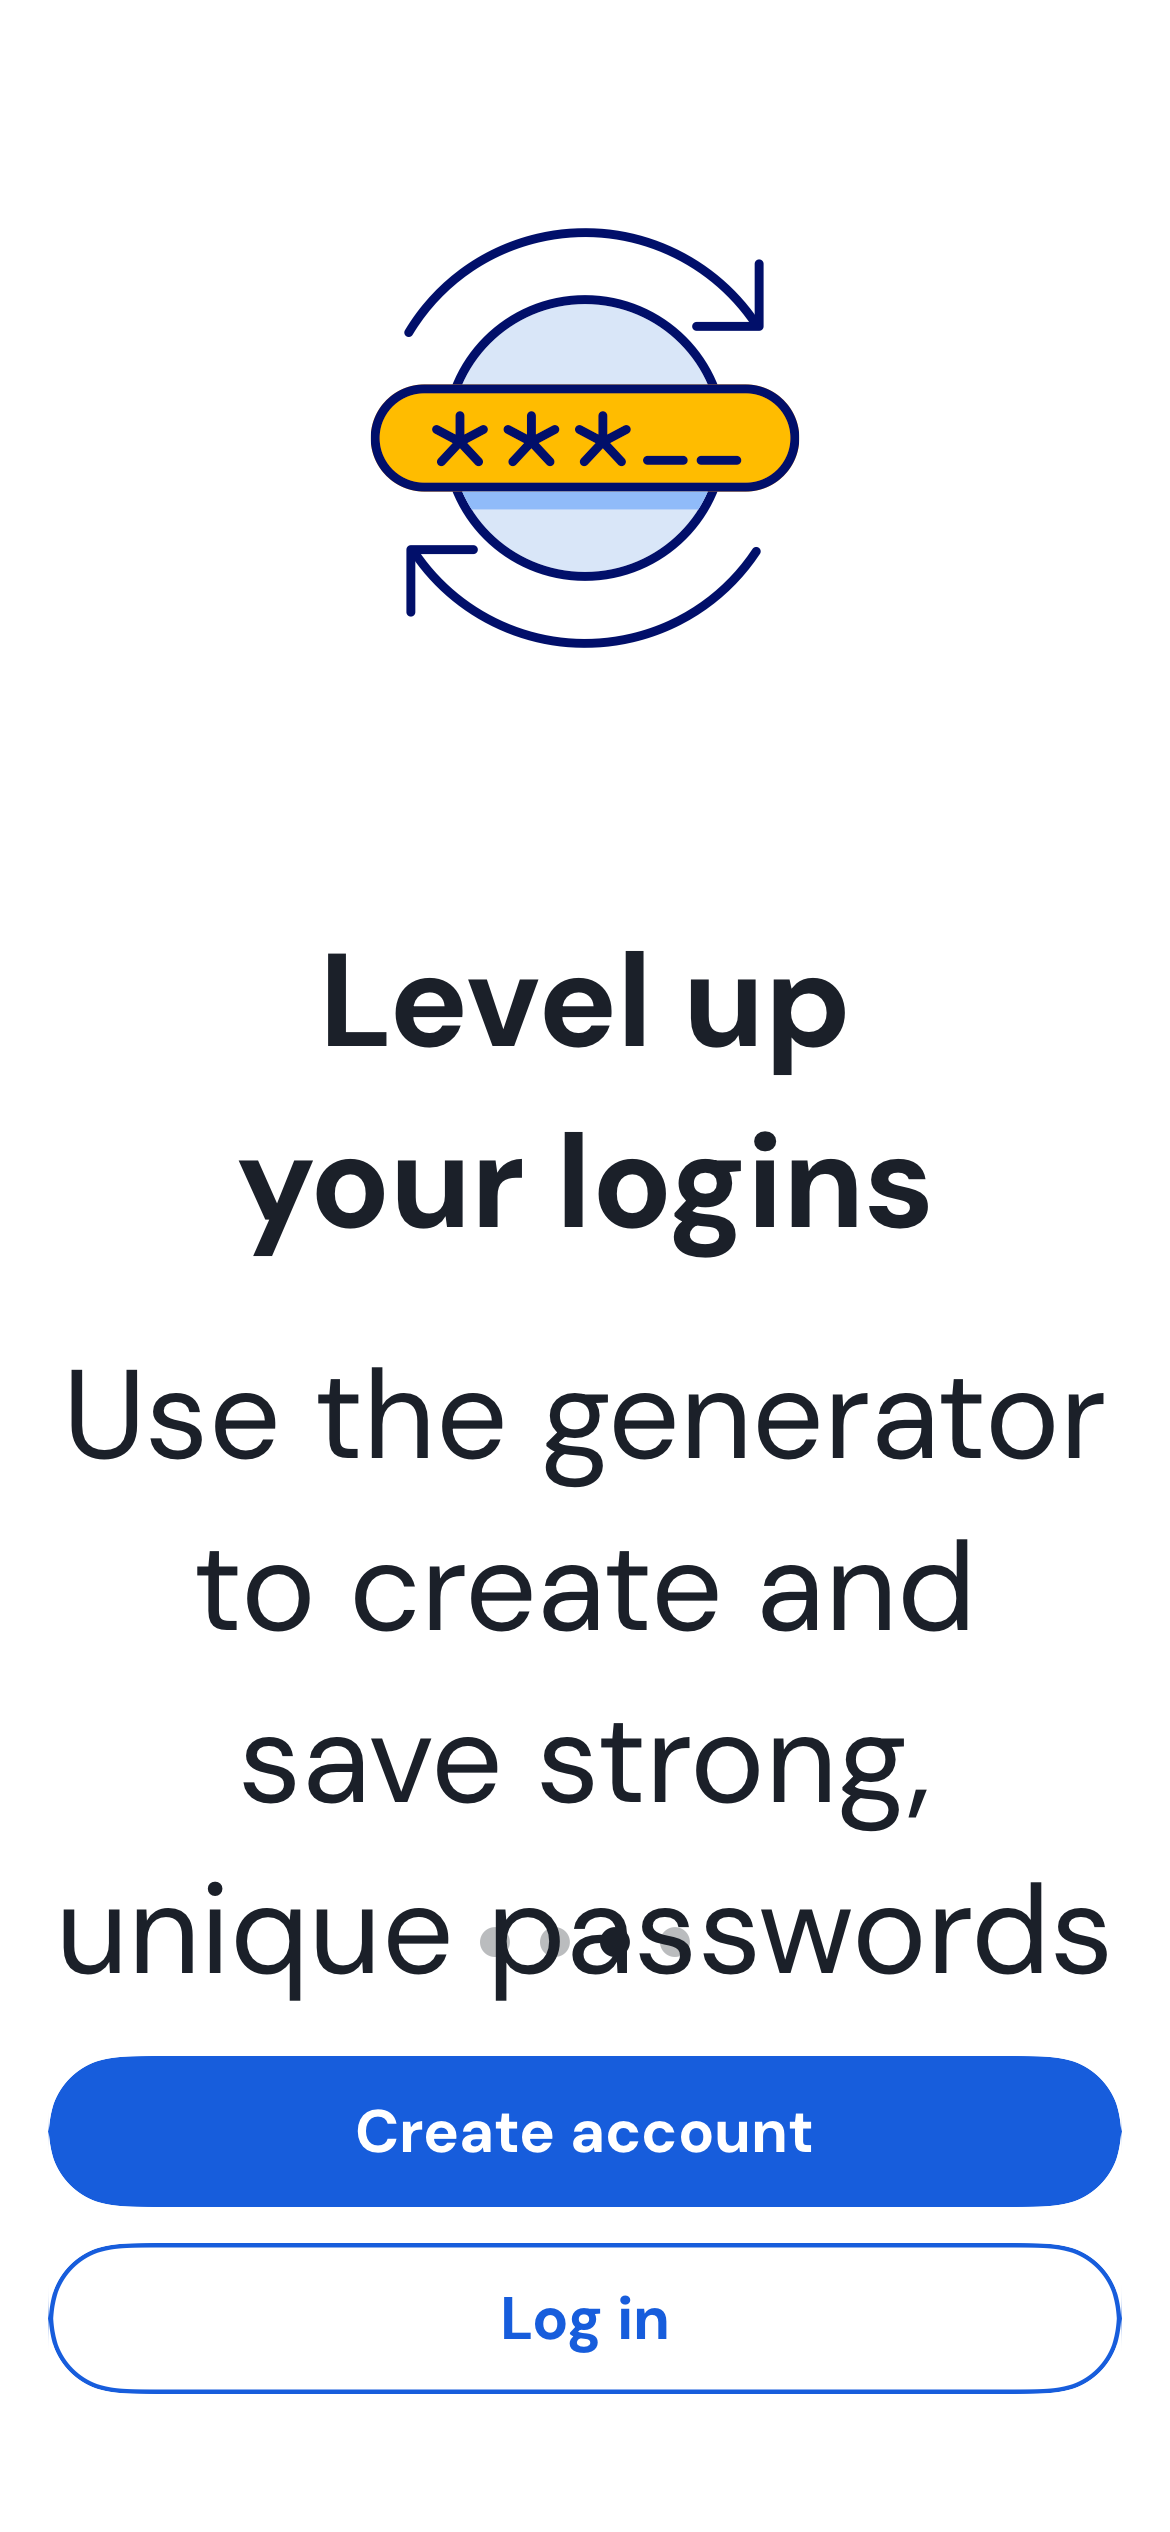 ***__
Level up
your logins
Use the generator
to create and
save strong,
unique passwords
Create account
Log in